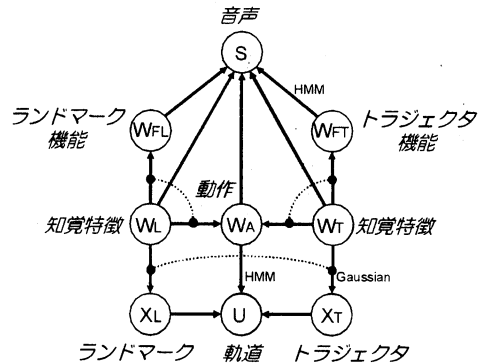 音声
S
HMM
ランドマーク
機能
WFL
WFT
トラジェクタ
機能
動作
知覚特徴
WL
WA
WT
知覚特徴
HMM
Gaussian
XL
U
XT
ランドマーク
軌道
トラジェクタ